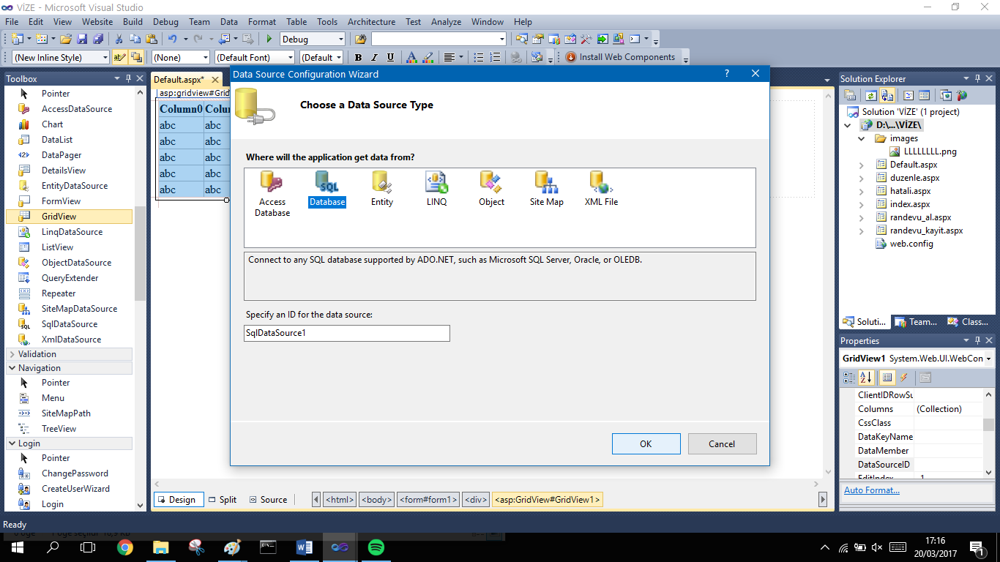 VİZE - Microsoft Visual Studio
File Edit View Website Build Debug Team Data Format Table Tools Architecture Test Analyze Window Help
Debug
(New Inline Style) (None) (Default Font) (Default B I U A Install Web Components
Toolbox
Pointer
AccessDataSource
Chart
DataList
DataPager
DetailsView
EntityDataSource
FormView
GridView
LinqDataSource
ListView
ObjectDataSource
QueryExtender
Repeater
SiteMapDataSource
SqlDataSource
XmlDataSource
Validation
Navigation
Pointer
Menu
SiteMapPath
TreeView
Login
Pointer
ChangePassword
CreateUserWizard
Login
Default.aspx*
asp:gridview#Grid
Column0 Colu
abc abc
abc abc
abc abc
abc abc
abc abc
Data Source Configuration Wizard
Choose a Data Source Type
Where will the application get data from?
Access Database
Database
Entity
LINQ
Object
Site Map
XML File
Connect to any SQL database supported by ADO.NET, such as Microsoft SQL Server, Oracle, or OLEDB.
Specify an ID for the data source:
SqlDataSource1
OK Cancel
Design Split Source <html> <body> <form#form1> <div> <asp:GridView#GridView1>
Solution Explorer
Solution 'VİZE' (1 project)
D:\...\VİZE\
images
LLLLLLLL.png
Default.aspx
duzenle.aspx
hatali.aspx
index.aspx
randevu_al.aspx
randevu_kayit.aspx
web.config
Soluti... Team... Class...
Properties
GridView1 System.Web.UI.WebCon
ClientIDRowSu
Columns (Collection)
CssClass
DataKeyName
DataMember
DataSourceID
EditIndex -1
Auto Format...
Ready
17:16
20/03/2017